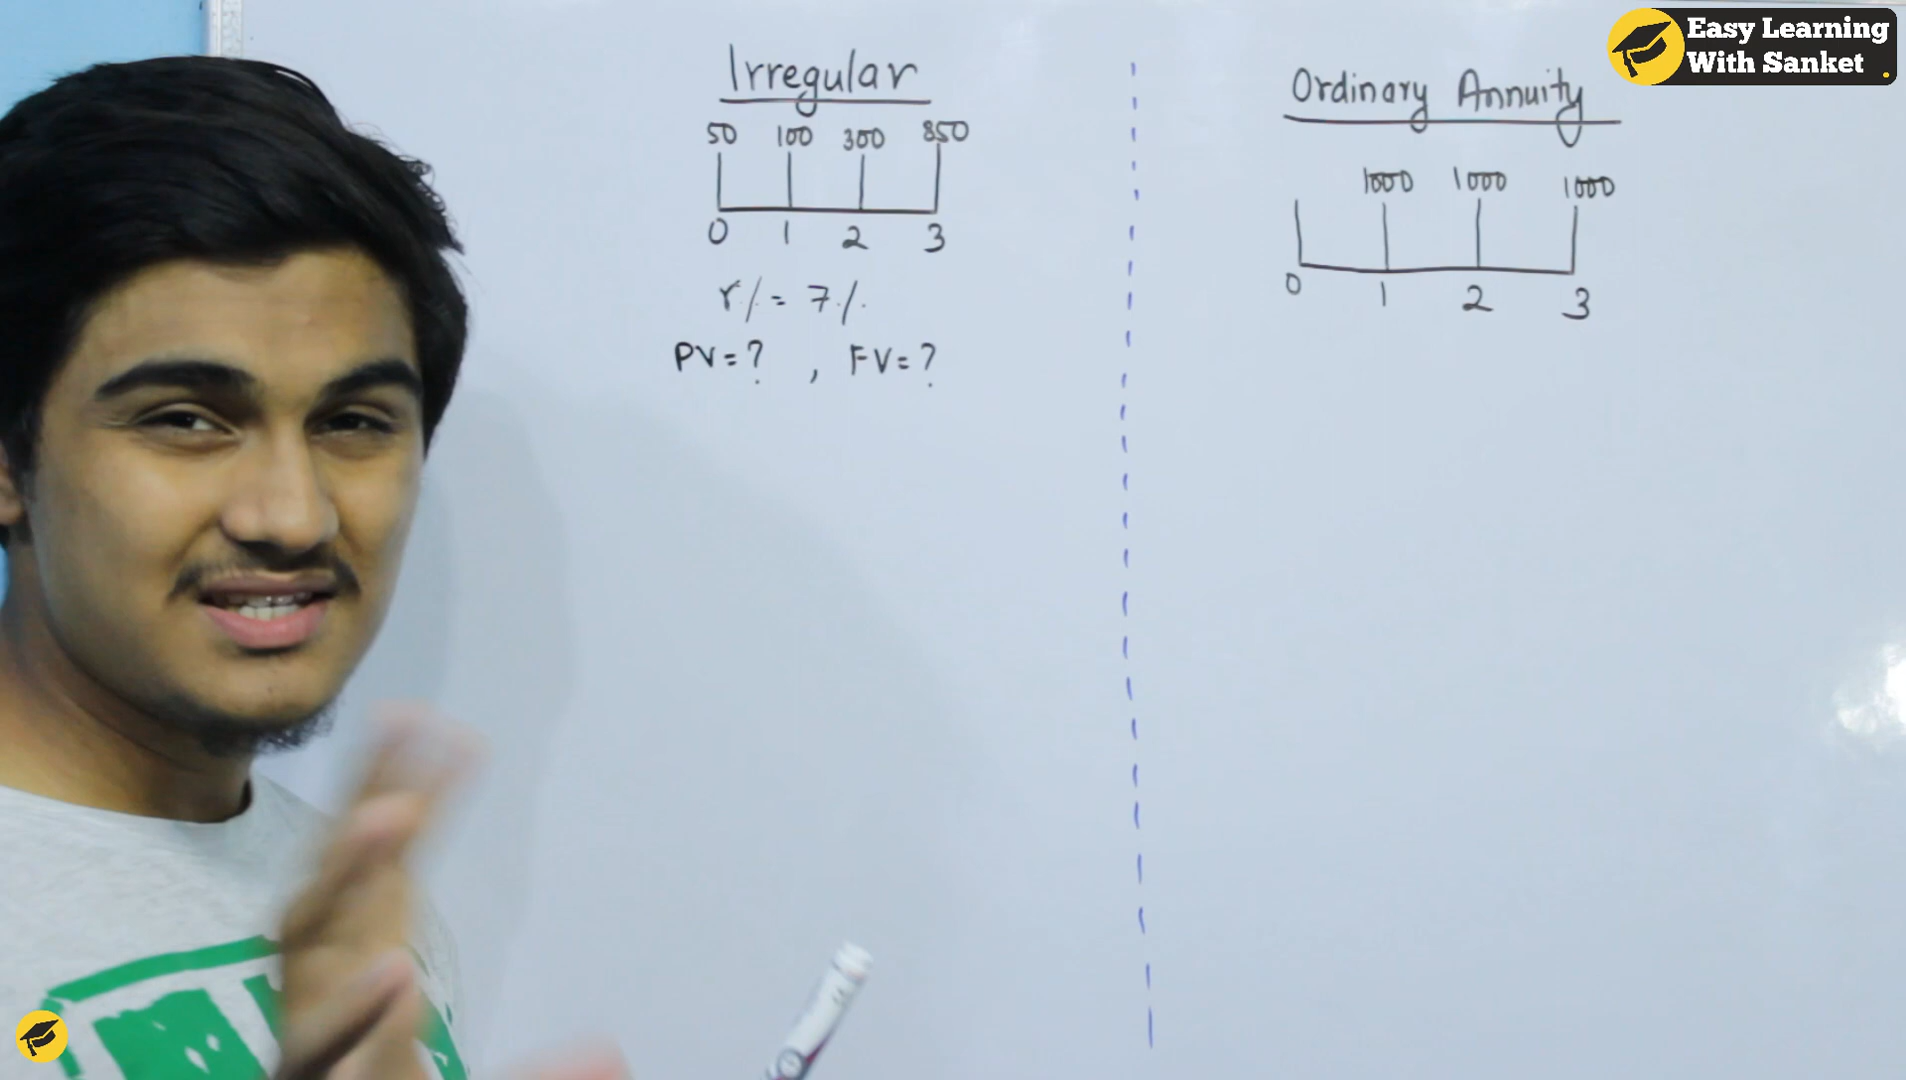 Irregular
50 100 300 850
0 1 2 3
r% = 7%
PV = ? , FV = ?
Ordinary Annuity
1000 1000 1000
0 1 2 3
Easy Learning
With Sanket